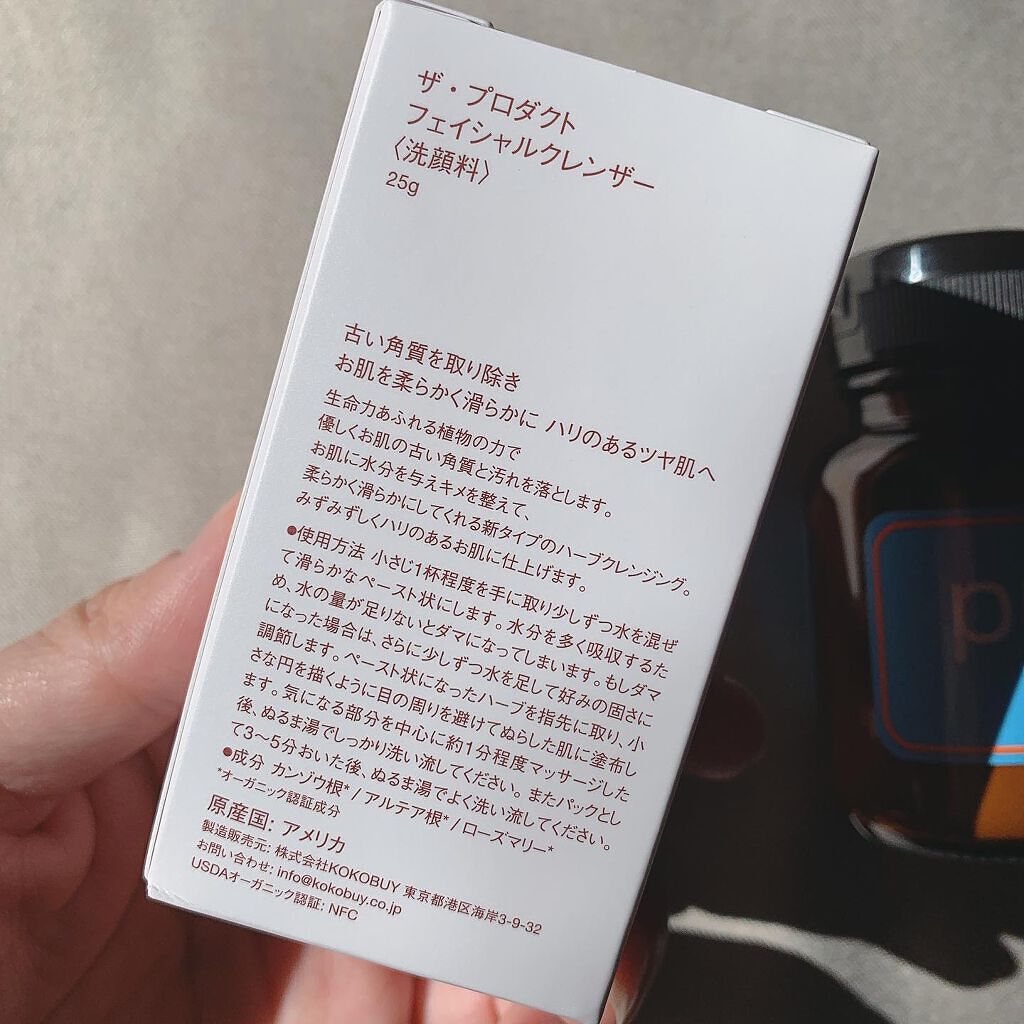 ザ・プロダクト
フェイシャルクレンザー
〈洗顔料〉
25g
古い角質を取り除き
お肌を柔らかく滑らかに ハリのあるツヤ肌へ
生命力あふれる植物の力で
優しくお肌の古い角質と汚れを落とします。
お肌に水分を与えキメを整えて、
柔らかく滑らかにしてくれる新タイプのハーブクレンジング。
みずみずしくハリのあるお肌に仕上げます。
●使用方法 小さじ1杯程度を手に取り少しずつ水を混ぜ
て滑らかなペースト状にします。水分を多く吸収するた
め、水の量が足りないとダマになってしまいます。もしダマ
になった場合は、さらに少しずつ水を足して好みの固さに
調節します。ペースト状になったハーブを指先に取り、小
さな円を描くように目の周りを避けてぬらした肌に塗布し
ます。気になる部分を中心に約1分程度マッサージした
後、ぬるま湯でしっかり洗い流してください。またパックとし
て3〜5分おいた後、ぬるま湯でよく洗い流してください。
●成分 カンゾウ根*/アルテア根*/ローズマリー*
*オーガニック認証成分
原産国: アメリカ
製造販売元: 株式会社KOKOBUY 東京都港区海岸3-9-32
お問い合わせ: info@kokobuy.co.jp
USDAオーガニック認証: NFC
p